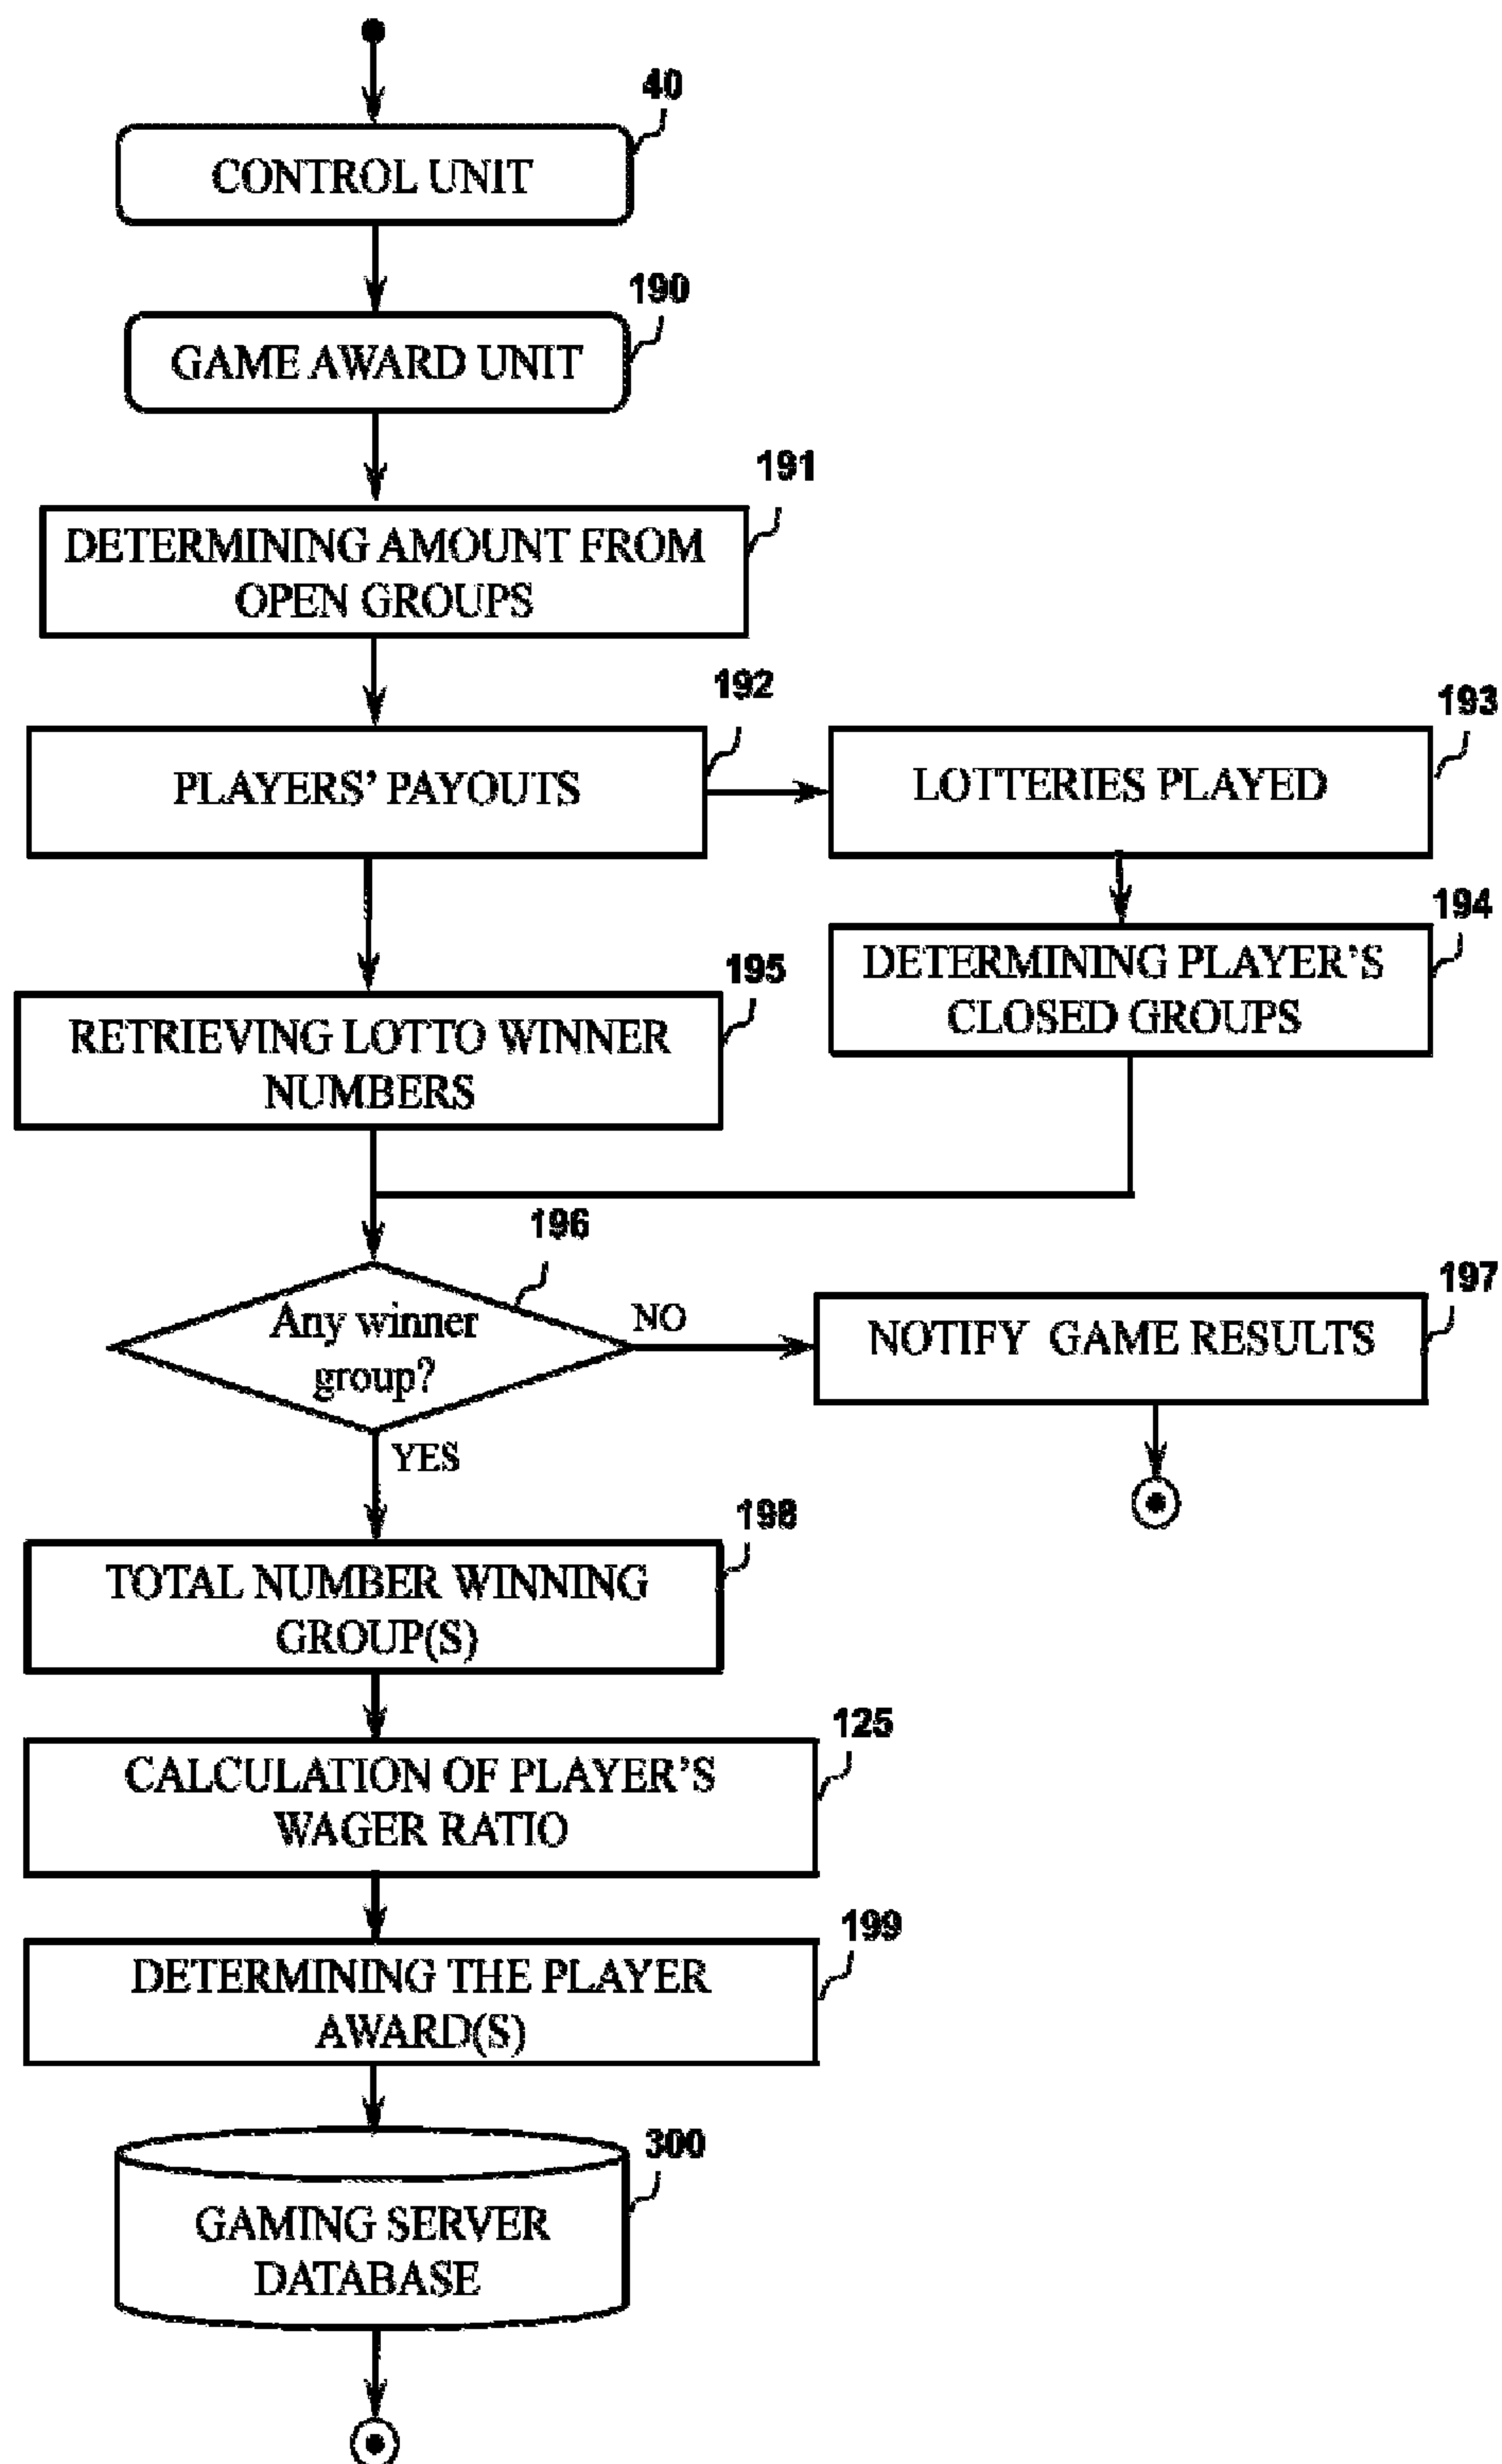 40
CONTROL UNIT
190
GAME AWARD UNIT
191
DETERMINING AMOUNT FROM
OPEN GROUPS
192
PLAYERS' PAYOUTS
193
LOTTERIES PLAYED
194
DETERMINING PLAYER'S
CLOSED GROUPS
195
RETRIEVING LOTTO WINNER
NUMBERS
196
Any winner
group?
NO
197
NOTIFY GAME RESULTS
YES
198
TOTAL NUMBER WINNING
GROUP(S)
125
CALCULATION OF PLAYER'S
WAGER RATIO
199
DETERMINING THE PLAYER
AWARD(S)
300
GAMING SERVER
DATABASE